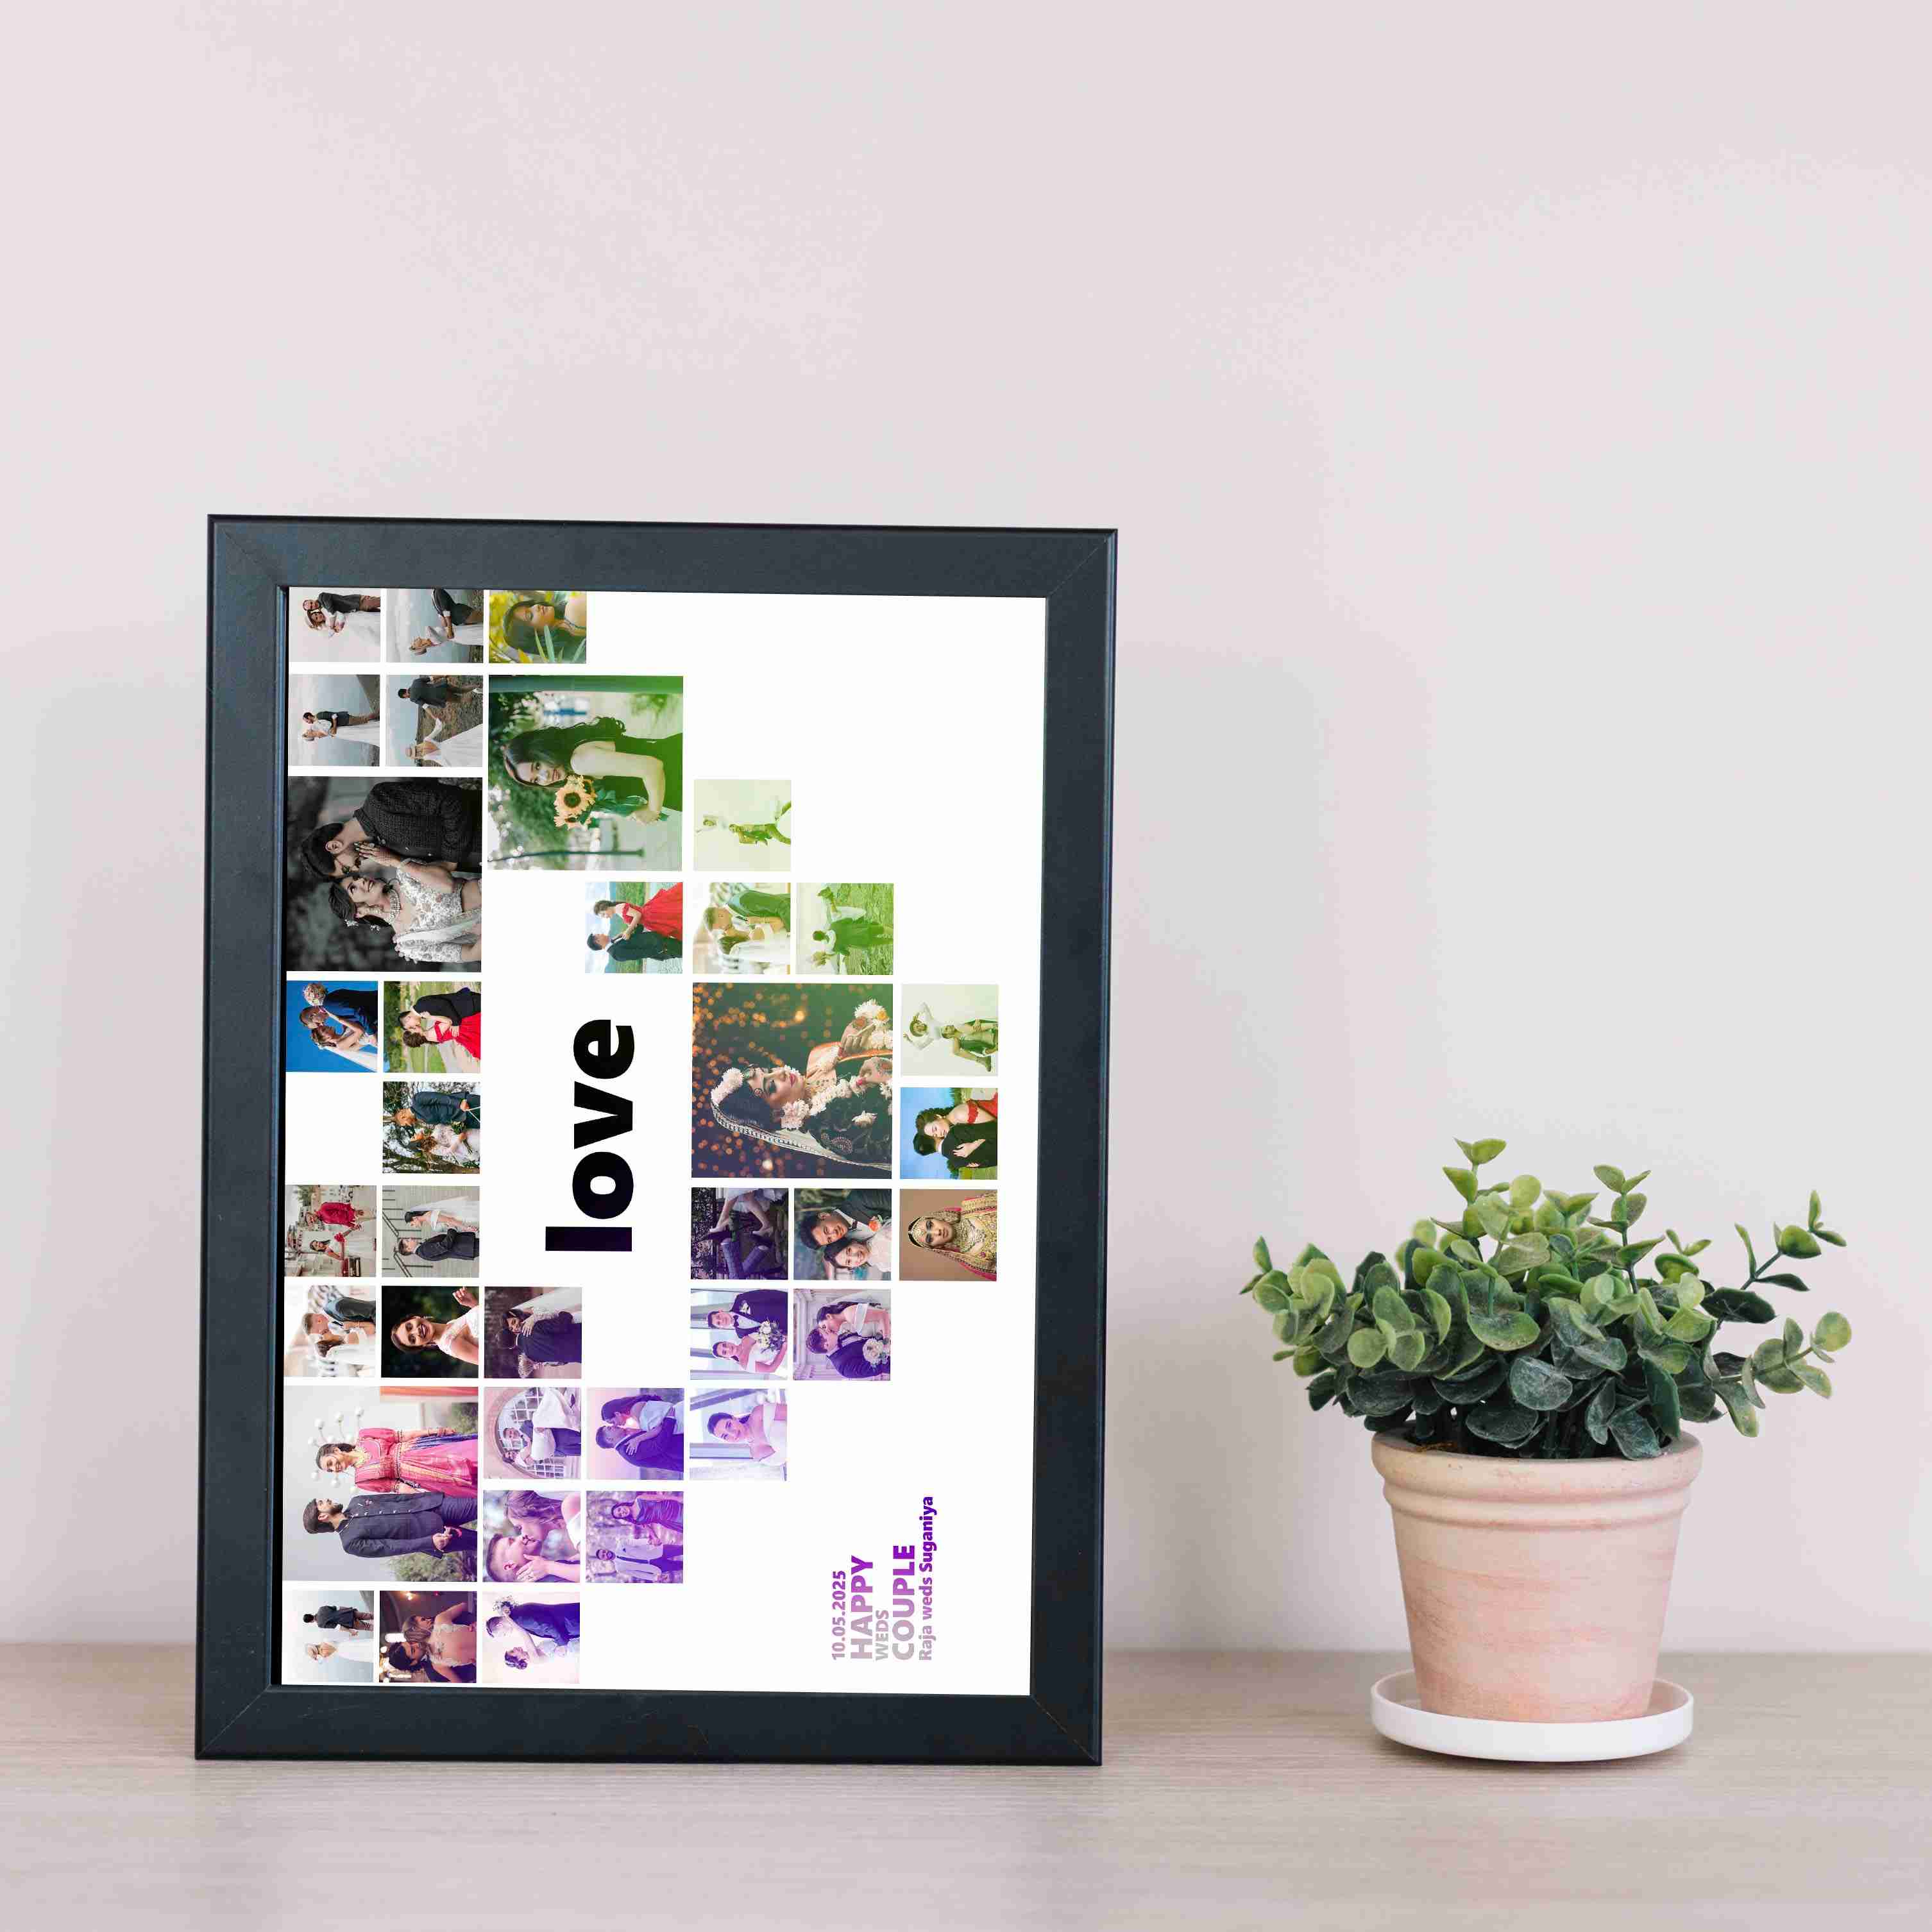 love
10.05.2025
HAPPY
WEDS
COUPLE
Raja weds Suganiya